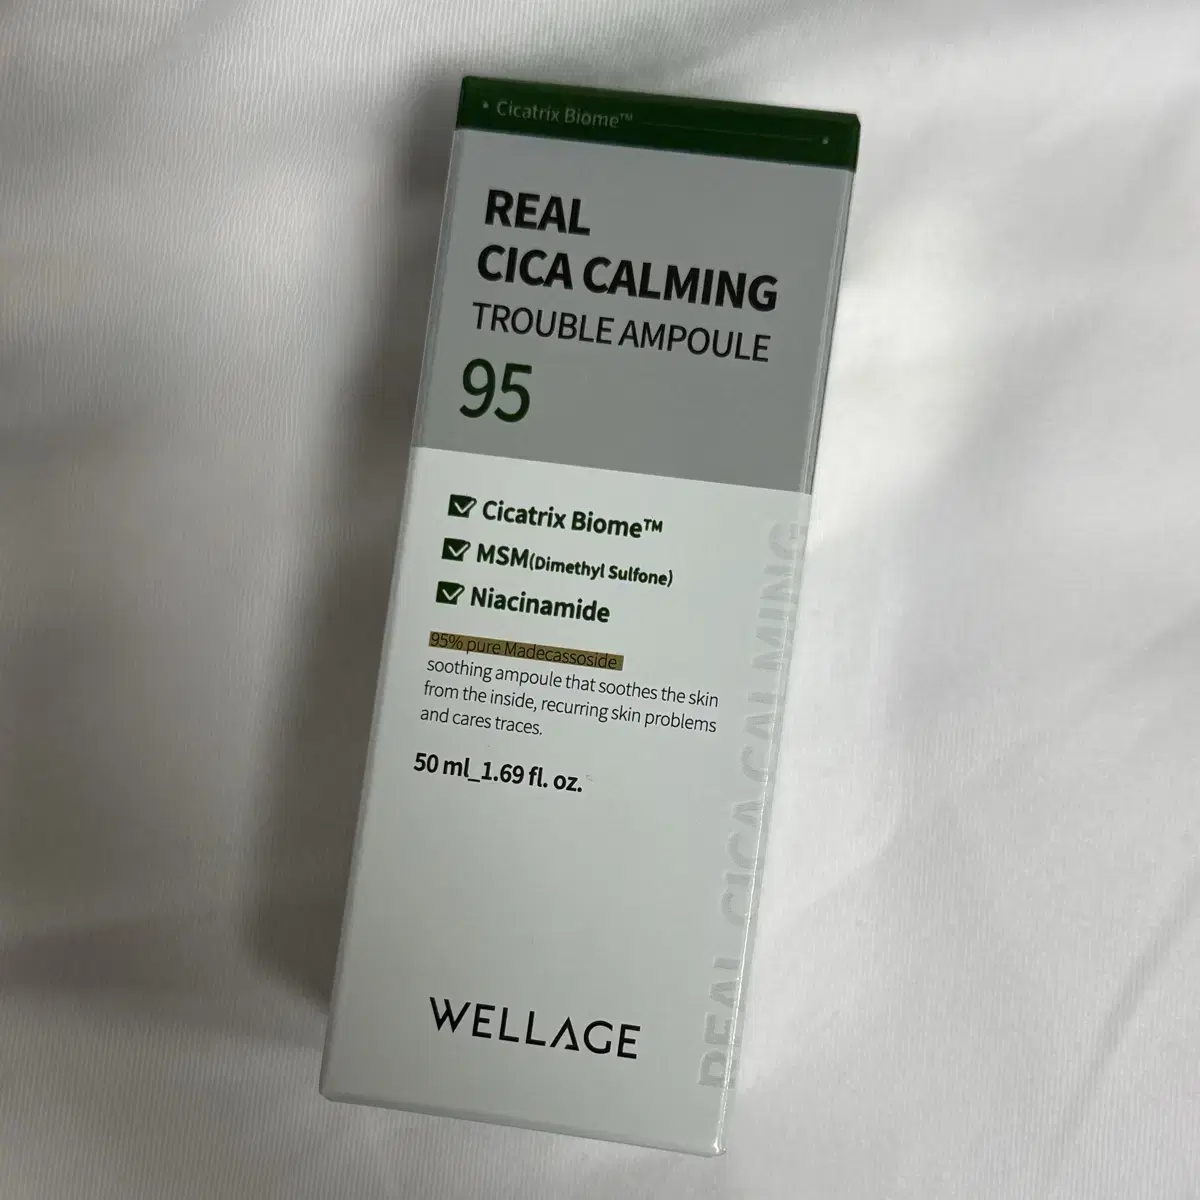 Cicatrix Biome™
REAL
CICA CALMING
TROUBLE AMPOULE
95
Cicatrix Biome™
MSM(Dimethyl Sulfone)
Niacinamide
95% pure Madecassoside
soothing ampoule that soothes the skin
from the inside, recurring skin problems
and cares traces.
50 ml_1.69 fl. oz.
WELLAGE
REAL CICA CALMING